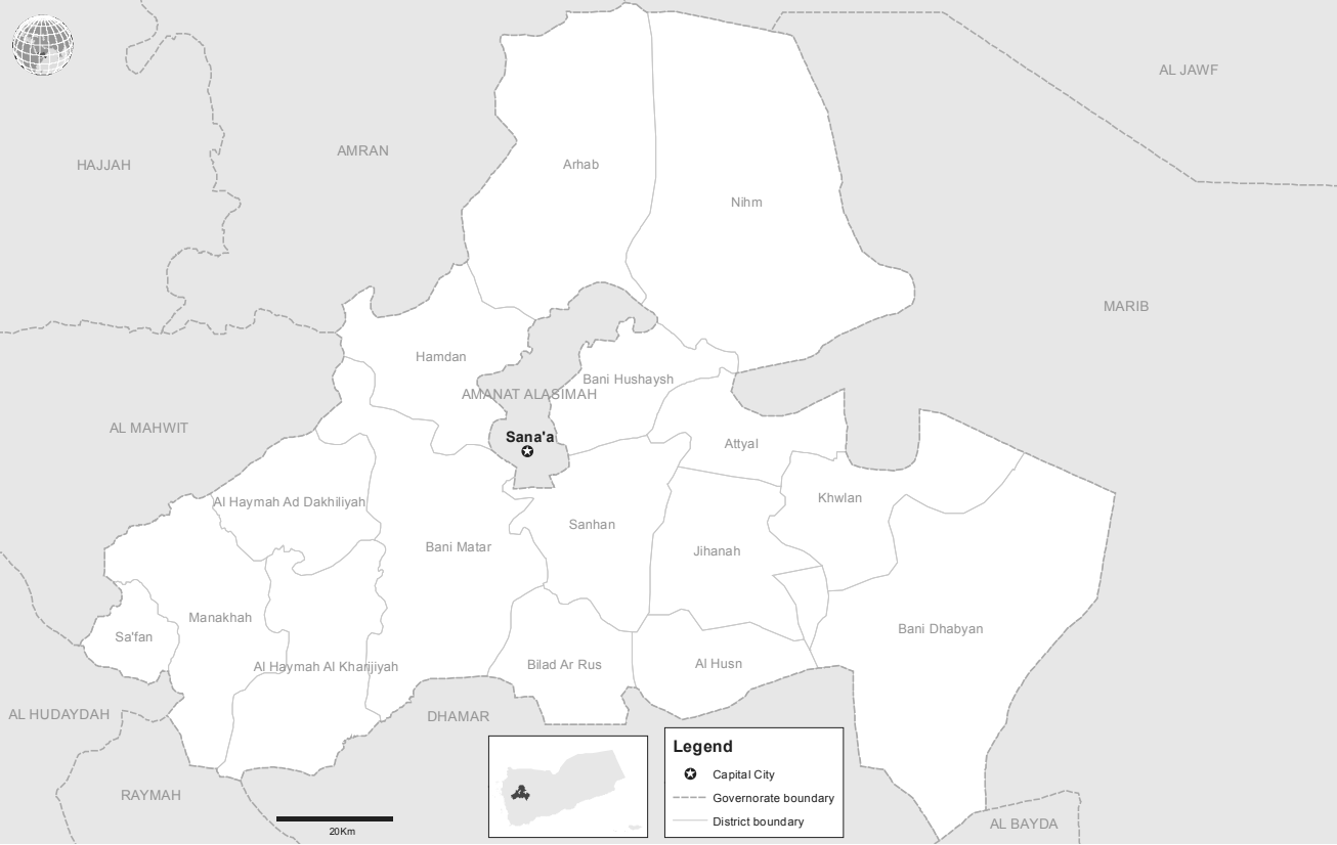 AL JAWF
AMRAN
HAJJAH
Arhab
Nihm
MARIB
Hamdan
Bani Hushaysh
AMANAT ALASIMAH
AL MAHWIT
Sana'a
Attyal
Al Haymah Ad Dakhiliyah
Khwlan
Sanhan
Bani Matar
Jihanah
Manakhah
Sa'fan
Bani Dhabyan
Al Haymah Al Kharijiyah
Bilad Ar Rus
Al Husn
AL HUDAYDAH
DHAMAR
RAYMAH
AL BAYDA
20Km
Legend
Capital City
Governorate boundary
District boundary